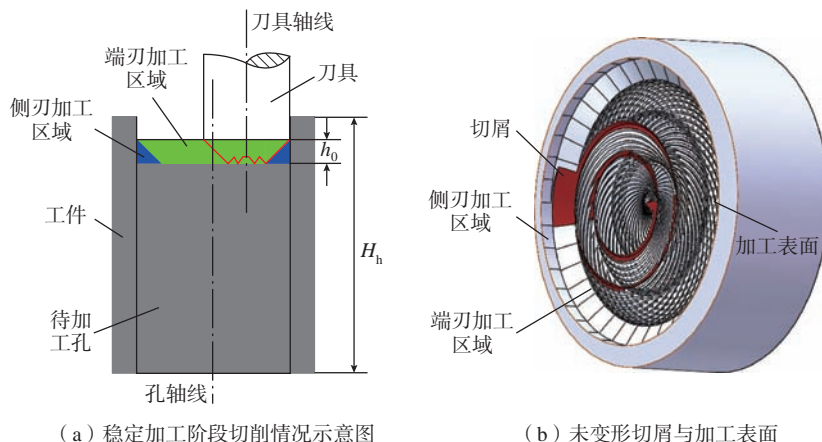 刀具轴线
端刃加工
区域
刀具
侧刃加工
区域
h₀
工件
Hₕ
待加
工孔
孔轴线
(a)稳定加工阶段切削情况示意图
切屑
侧刃加工
区域
加工表面
端刃加工
区域
(b)未变形切屑与加工表面